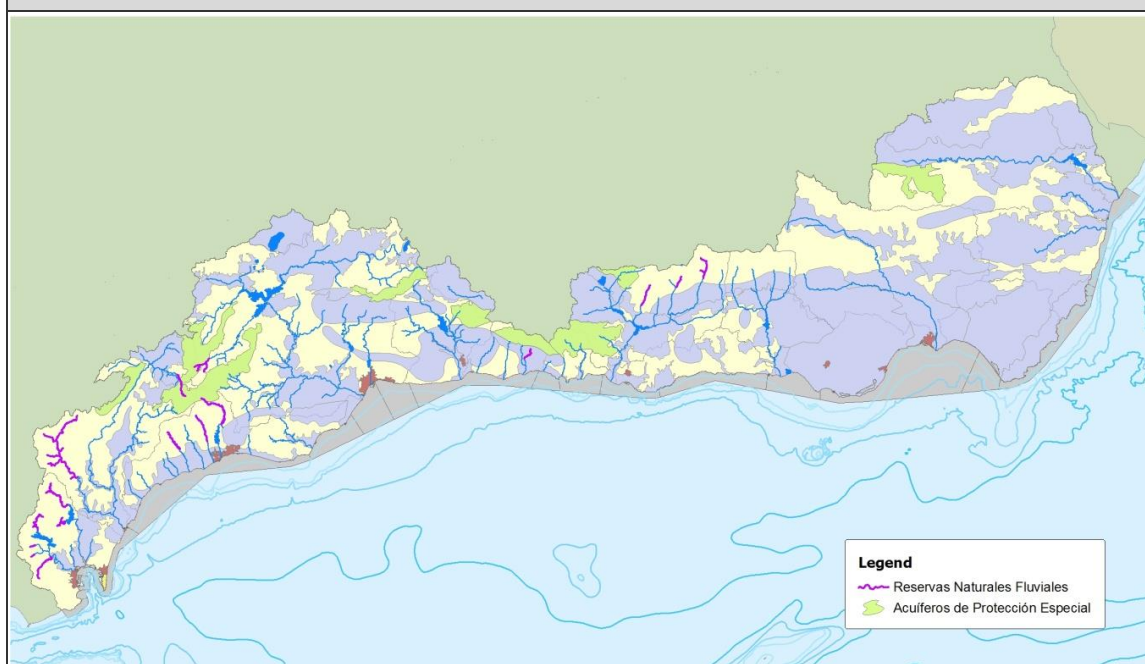 Legend
Reservas Naturales Fluviales
Acuíferos de Protección Especial